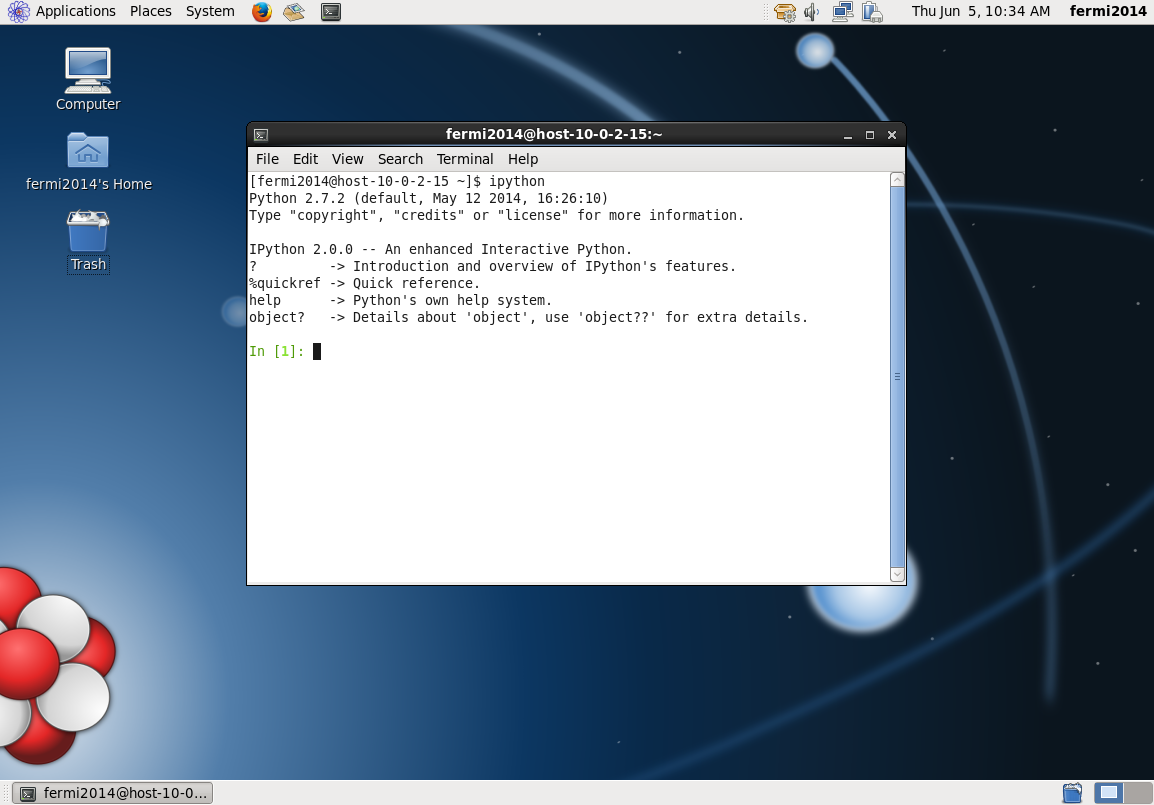 Applications Places System Thu Jun 5, 10:34 AM fermi2014
Computer
fermi2014's Home
Trash
fermi2014@host-10-0-2-15:~
File Edit View Search Terminal Help
[fermi2014@host-10-0-2-15 ~]$ ipython
Python 2.7.2 (default, May 12 2014, 16:26:10)
Type "copyright", "credits" or "license" for more information.
IPython 2.0.0 -- An enhanced Interactive Python.
?         -> Introduction and overview of IPython's features.
%quickref -> Quick reference.
help      -> Python's own help system.
object?   -> Details about 'object', use 'object??' for extra details.
In [1]:
fermi2014@host-10-0...